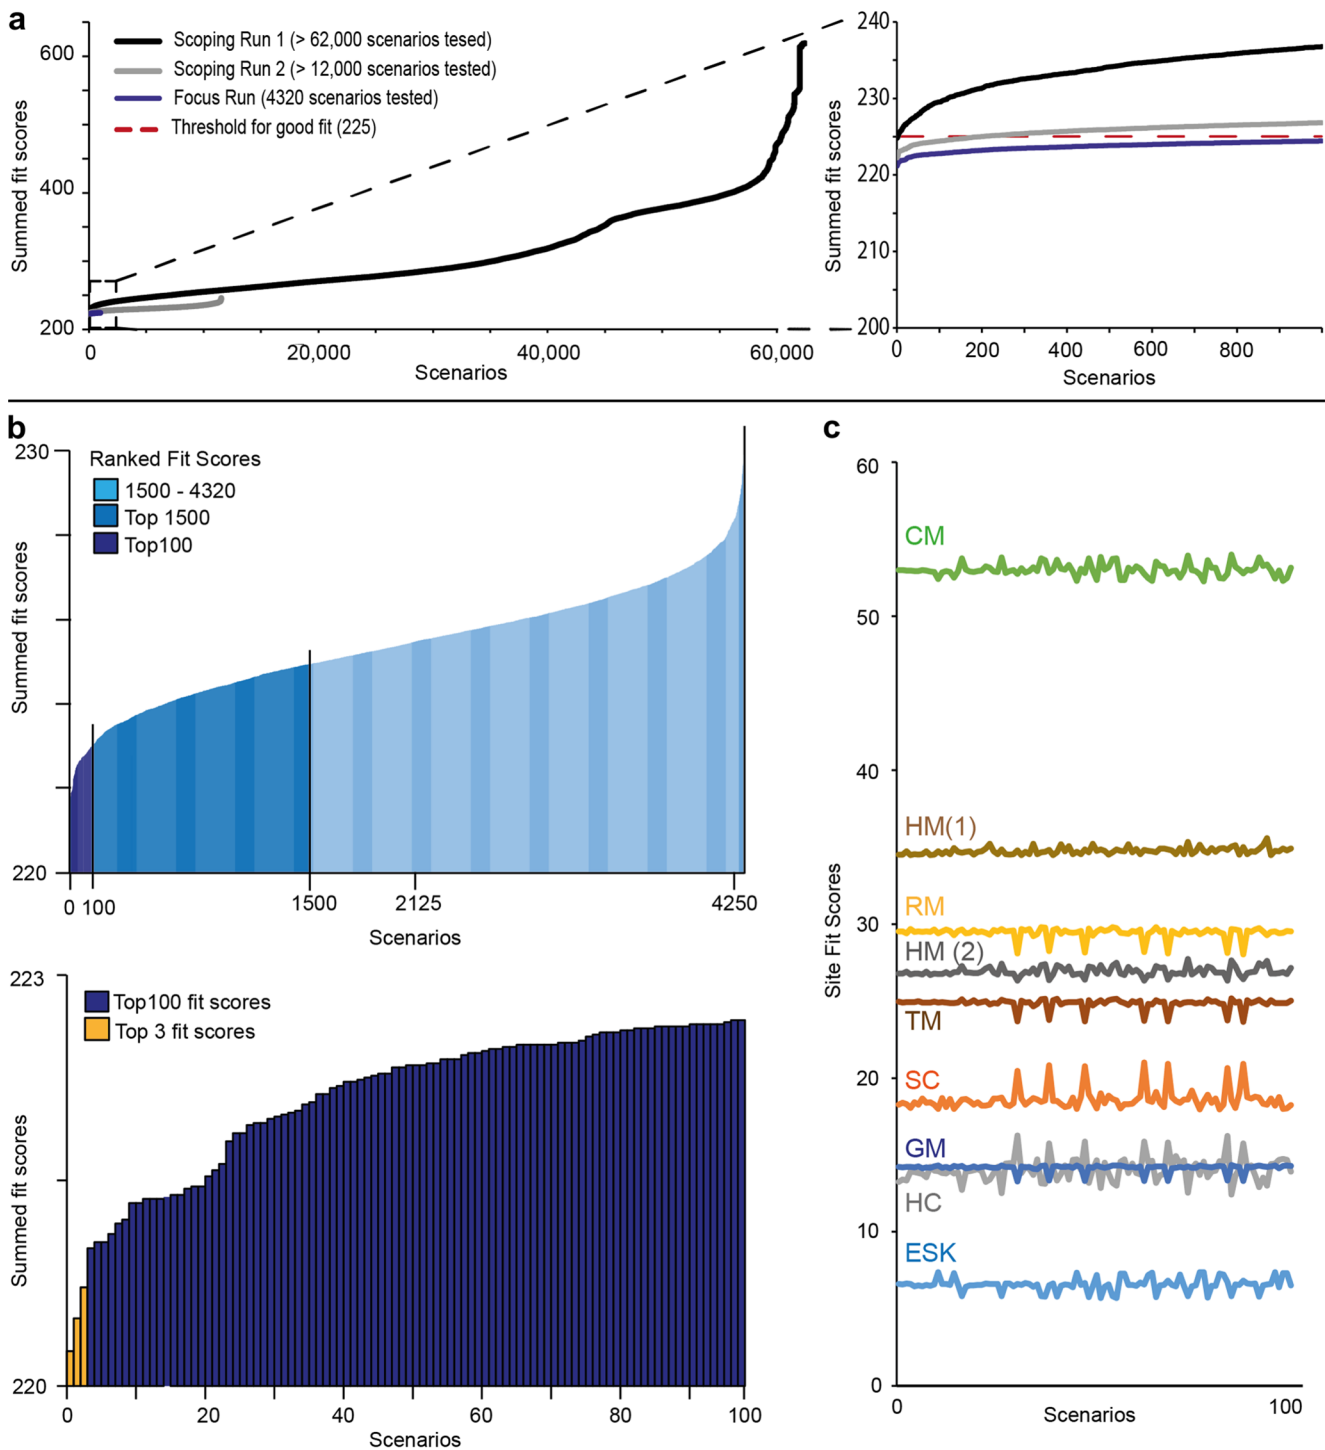 a
600
400
200
Summed fit scores
Scoping Run 1 (> 62,000 scenarios tesed)
Scoping Run 2 (> 12,000 scenarios tested)
Focus Run (4320 scenarios tested)
Threshold for good fit (225)
0
20,000
40,000
60,000
Scenarios
240
230
220
210
200
Summed fit scores
0
200
400
600
800
Scenarios
b
230
220
Summed fit scores
Ranked Fit Scores
1500 - 4320
Top 1500
Top100
0
100
1500
2125
4250
Scenarios
223
220
Summed fit scores
Top100 fit scores
Top 3 fit scores
0
20
40
60
80
100
Scenarios
c
60
50
40
30
20
10
0
Site Fit Scores
CM
HM(1)
RM
HM (2)
TM
SC
GM
HC
ESK
0
100
Scenarios